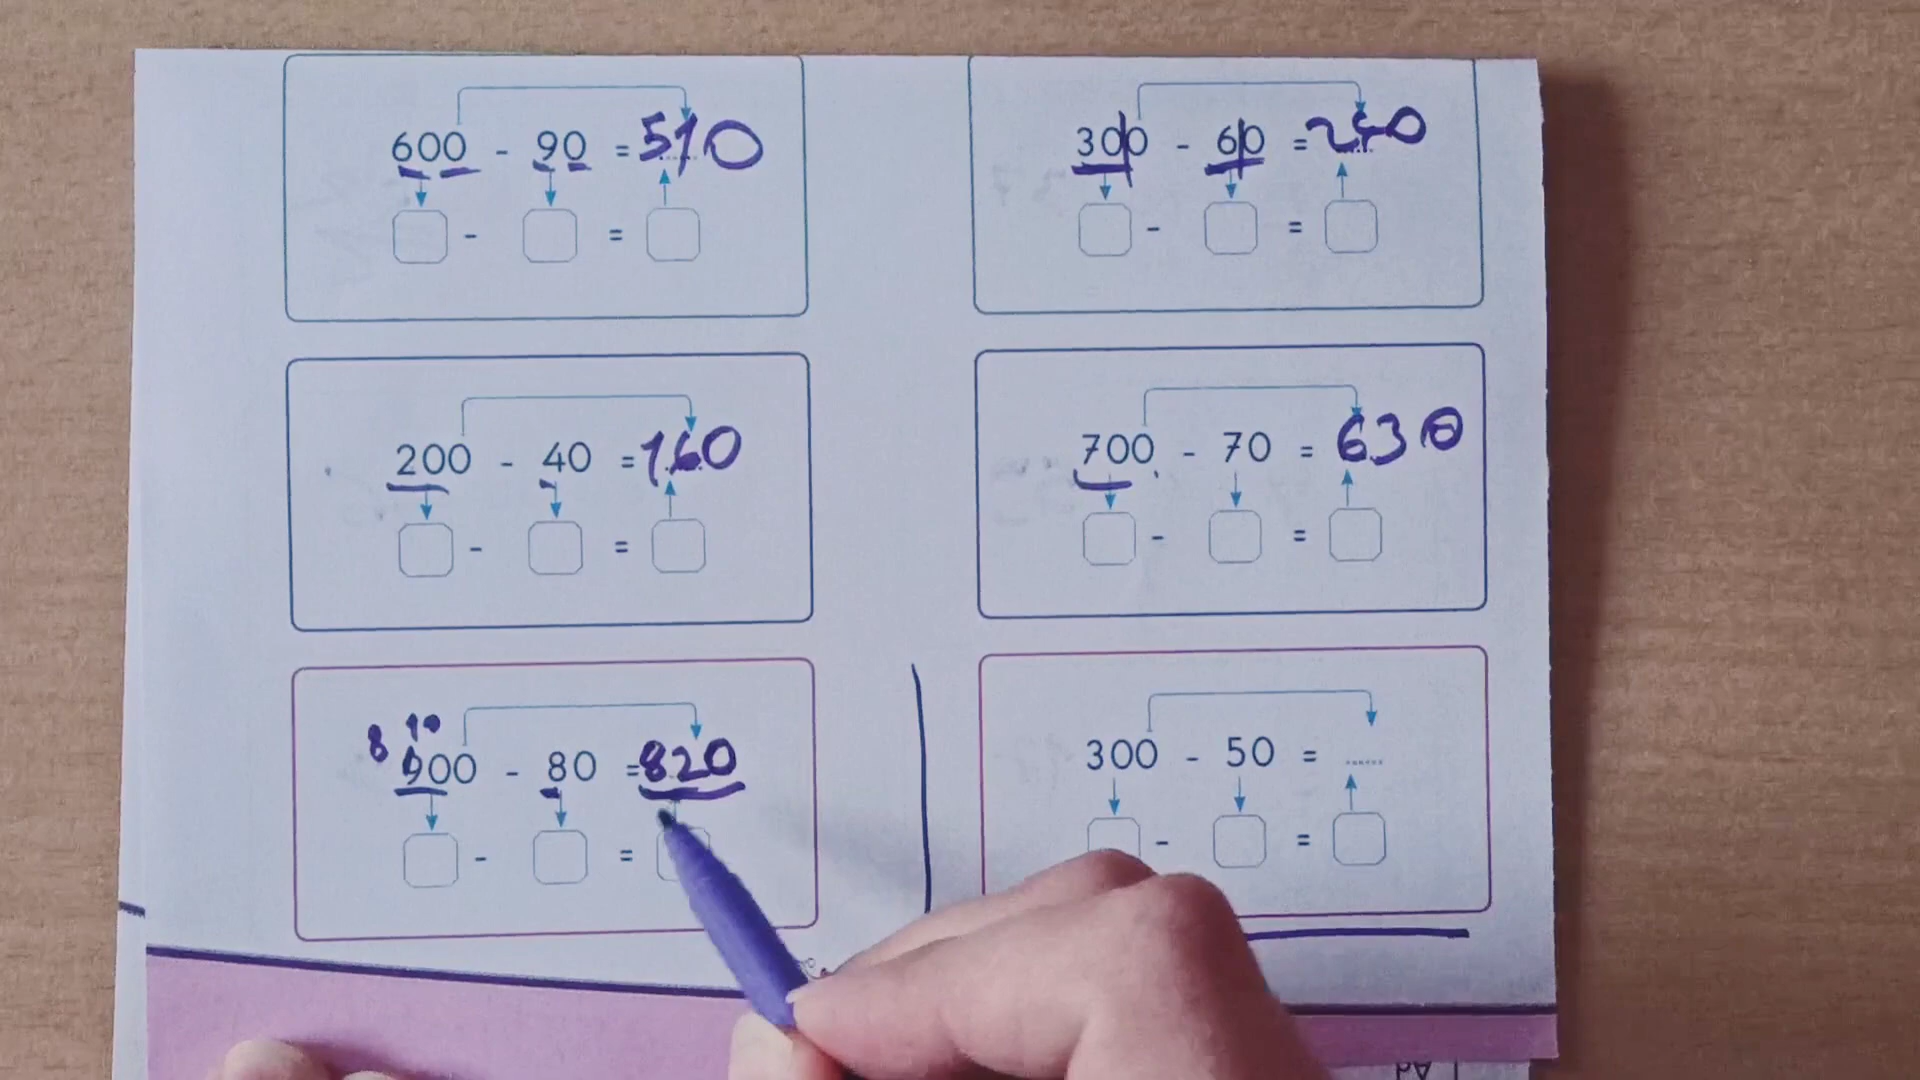 600 - 90 = 510
- =
300 - 60 = 240
- =
200 - 40 = 160
- =
700 - 70 = 630
- =
8 10
900 - 80 = 820
- =
300 - 50 = ......
- =